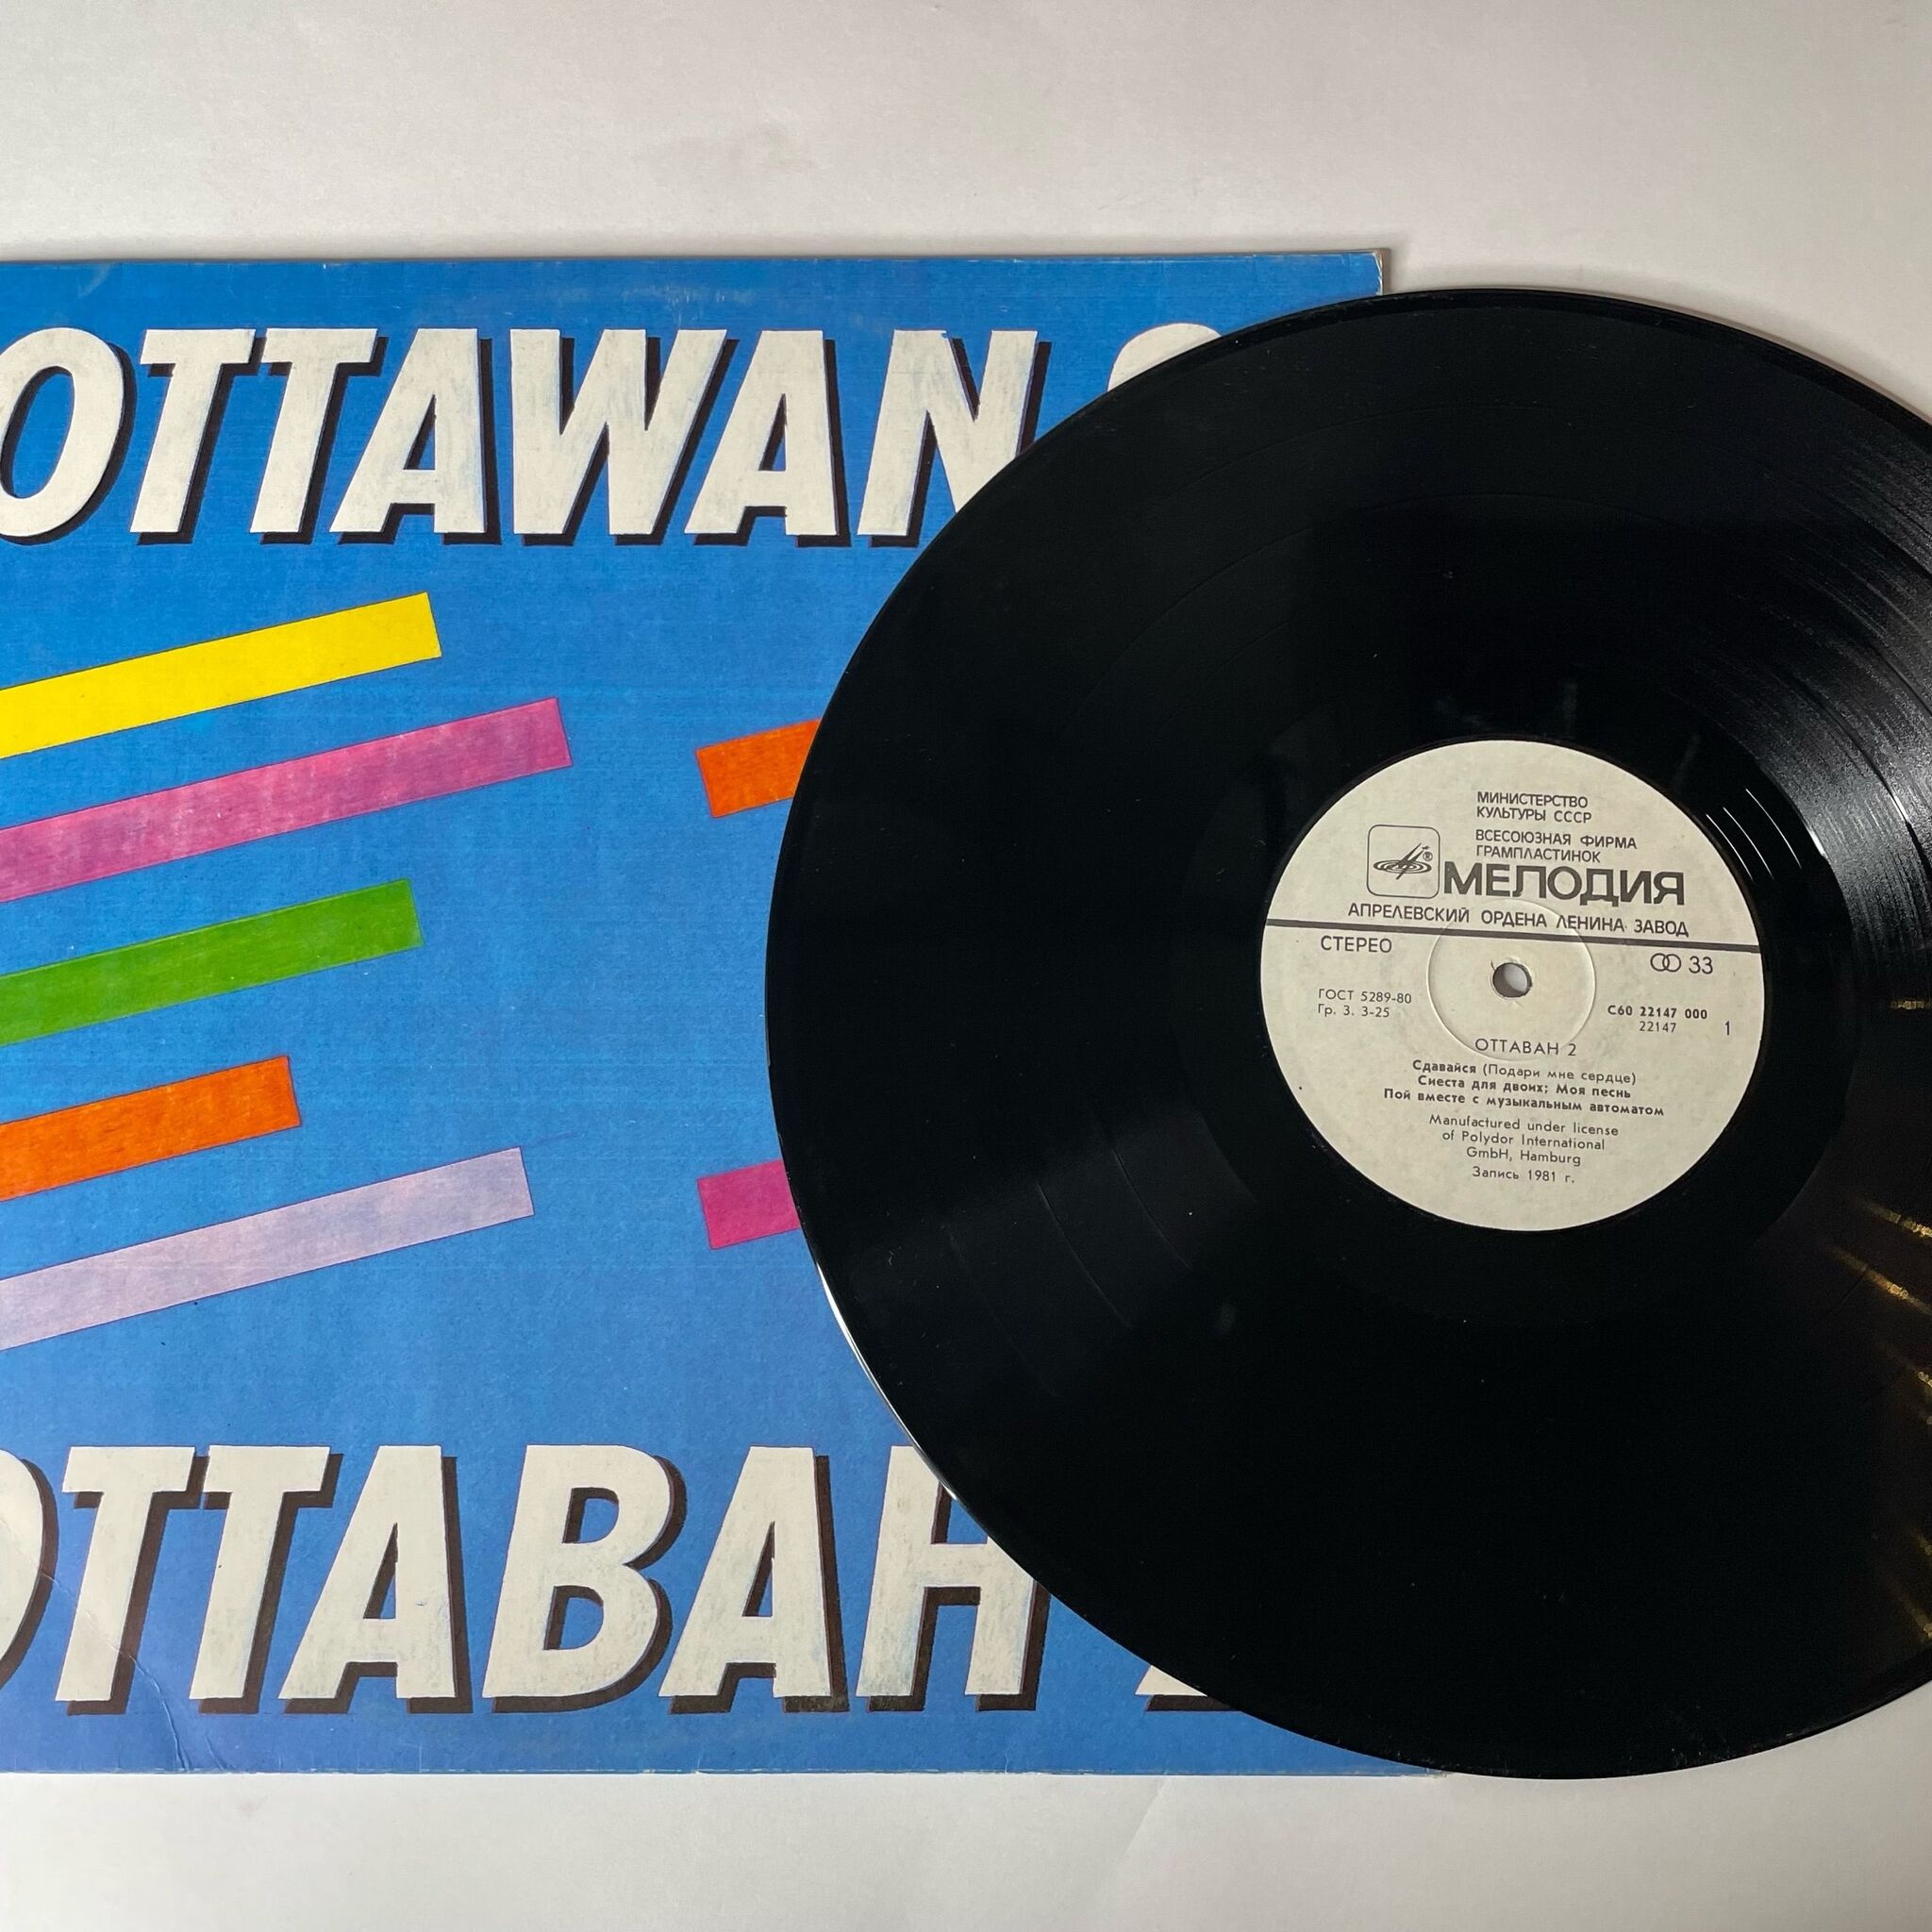 OTTAWAN
МИНИСТЕРСТВО
КУЛЬТУРЫ СССР
ВСЕСОЮЗНАЯ ФИРМА
ГРАМПЛАСТИНОК
®
МЕЛОДИЯ
АПРЕЛЕВСКИЙ ОРДЕНА ЛЕНИНА ЗАВОД
СТЕРЕО
33
ГОСТ 5289-80
Гр. 3. 3-25
С60 22147 000
22147
1
ОТТАВАН 2
Сдавайся (Подари мне сердце)
Сиеста для двоих; Моя песнь
Пой вместе с музыкальным автоматом
Manufactured under license
of Polydor International
GmbH, Hamburg
Запись 1981 г.
ОТТАВАН